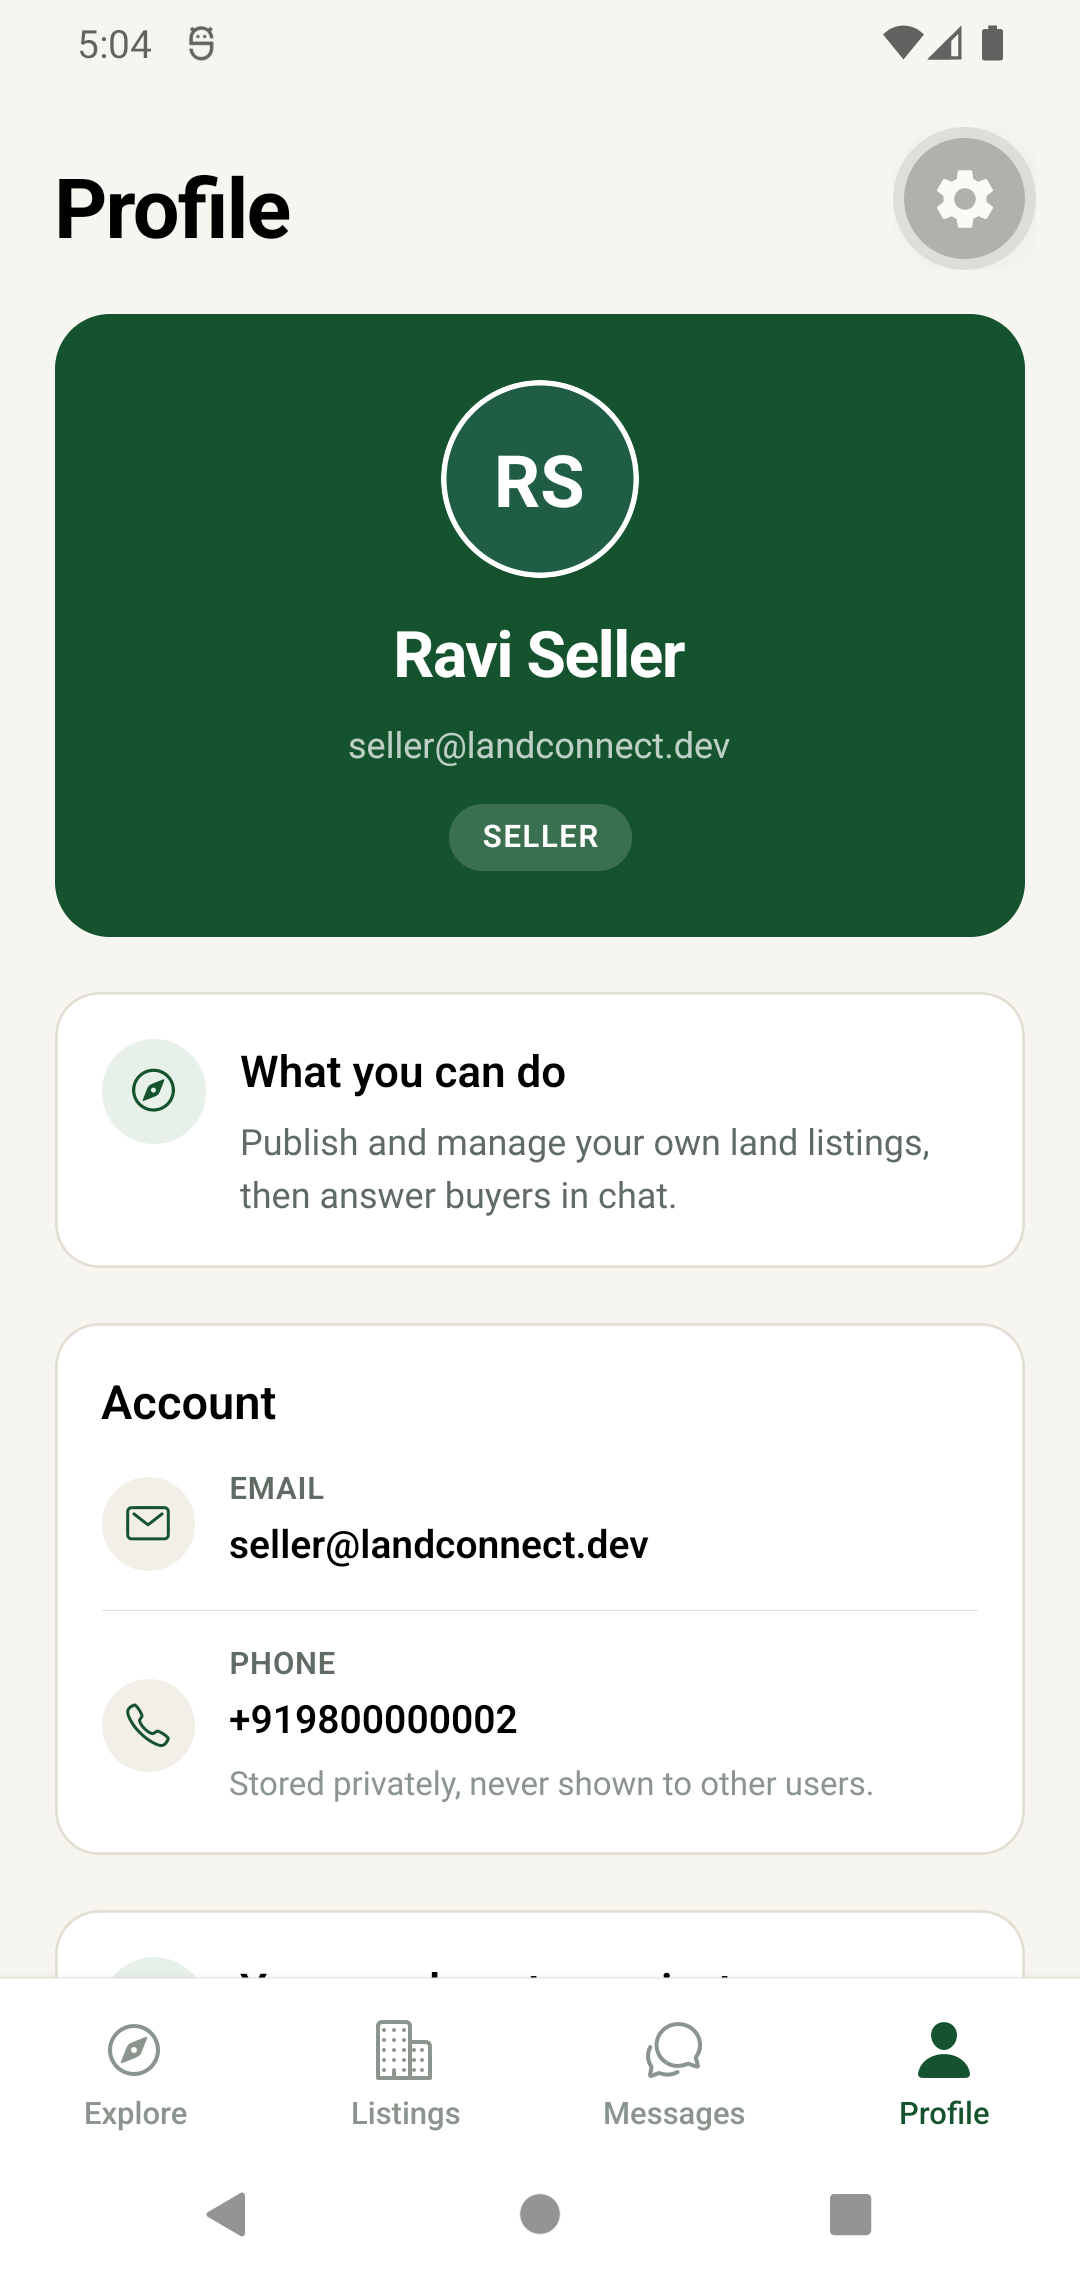 5:04
Profile
RS
Ravi Seller
seller@landconnect.dev
SELLER
What you can do
Publish and manage your own land listings,
then answer buyers in chat.
Account
EMAIL
seller@landconnect.dev
PHONE
+919800000002
Stored privately, never shown to other users.
Explore
Listings
Messages
Profile